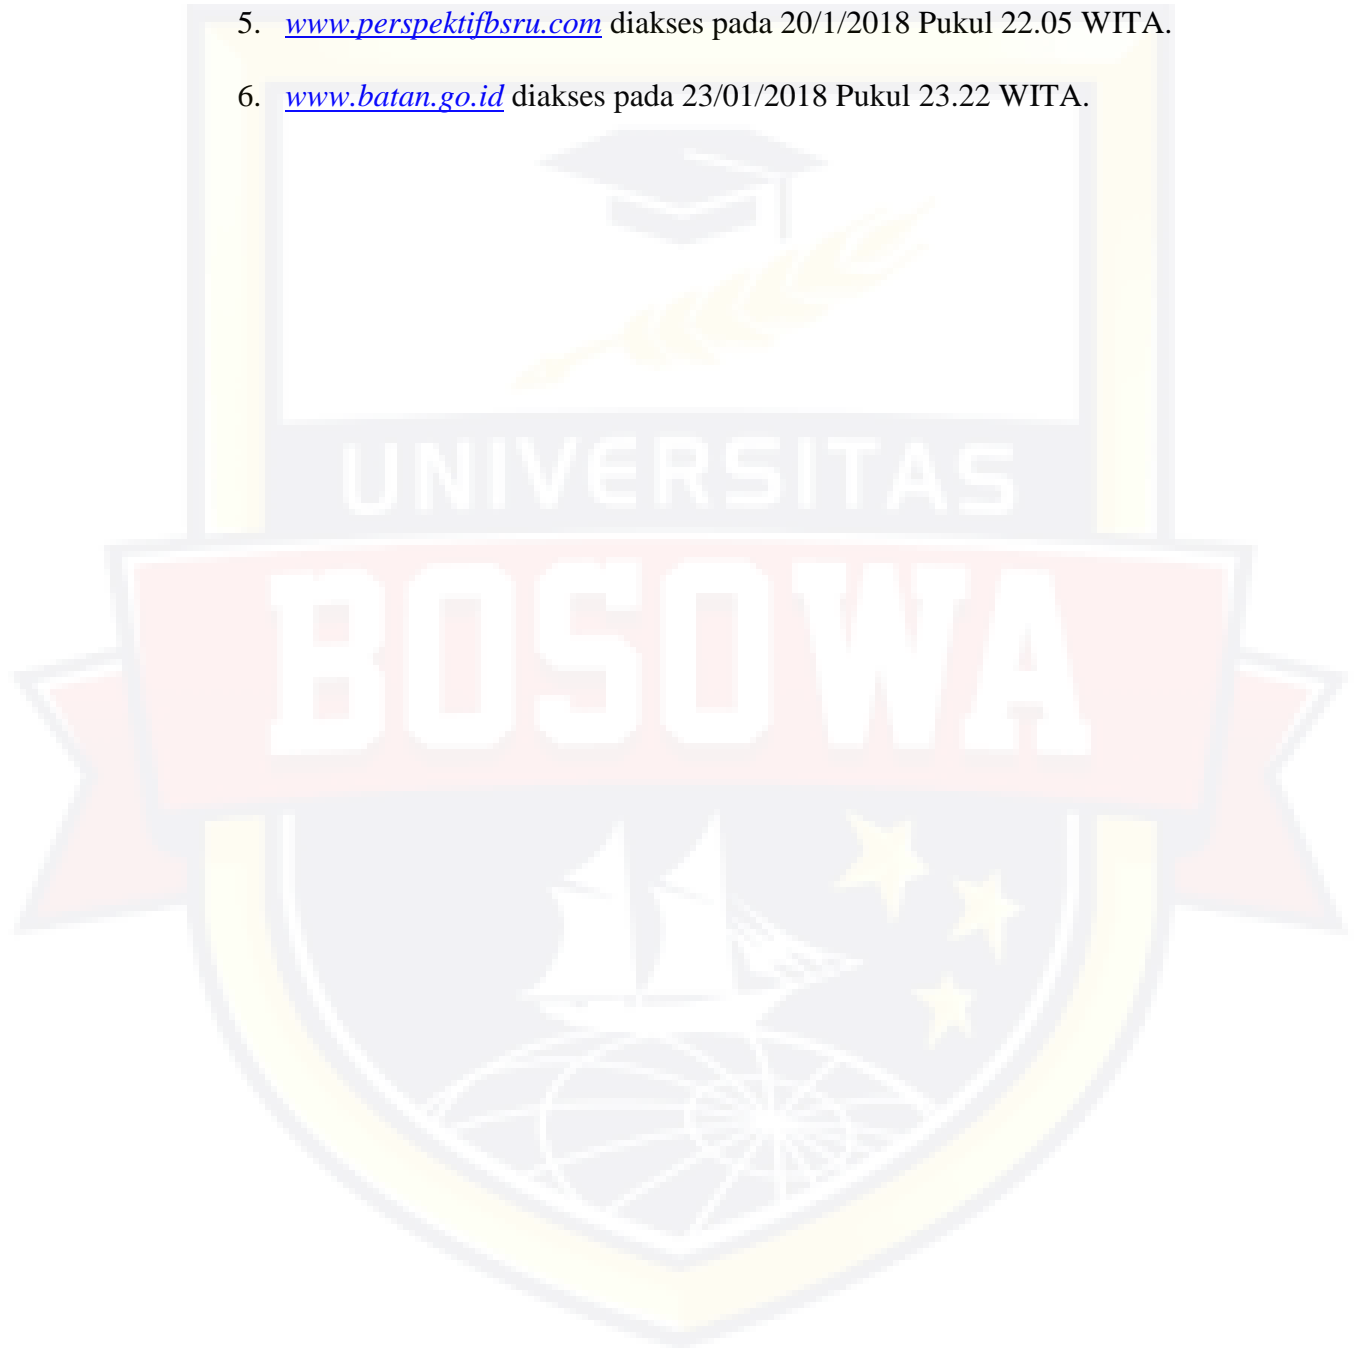 5. www.perspektifbsru.com diakses pada 20/1/2018 Pukul 22.05 WITA.
6. www.batan.go.id diakses pada 23/01/2018 Pukul 23.22 WITA.
UNIVERSITAS
BOSOWA